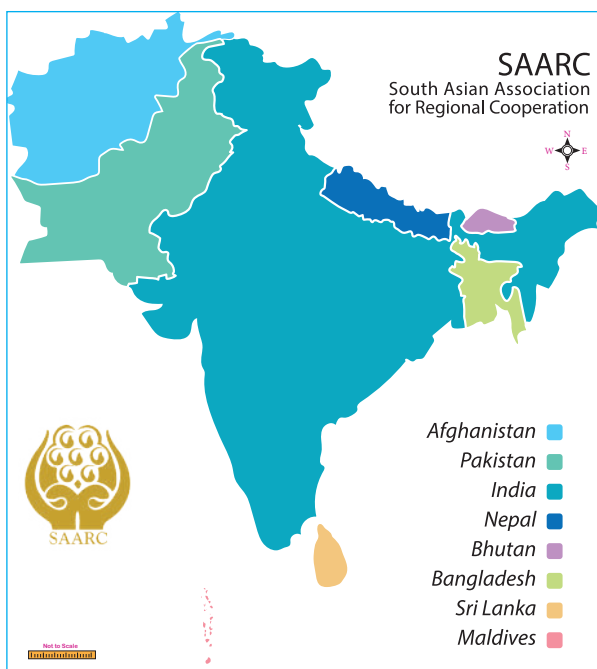 SAARC
South Asian Association
for Regional Cooperation
N
W E
S
Afghanistan
Pakistan
India
Nepal
Bhutan
Bangladesh
Sri Lanka
Maldives
SAARC
Not to Scale